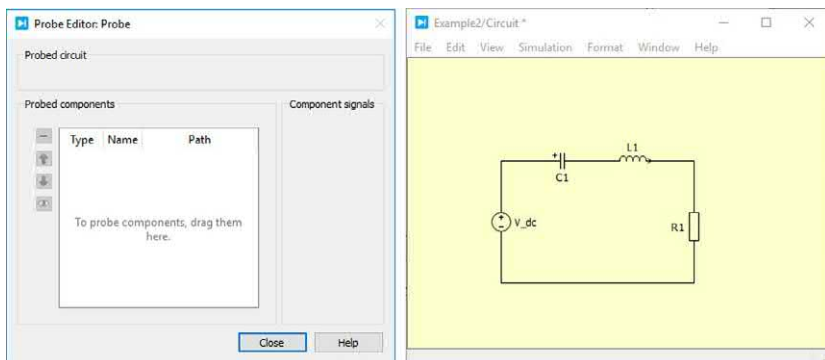 Probe Editor: Probe
Probed circuit
Probed components
Component signals
Type Name Path
To probe components, drag them
here.
Close Help
Example2/Circuit *
File Edit View Simulation Format Window Help
L1
C1
V_dc
R1